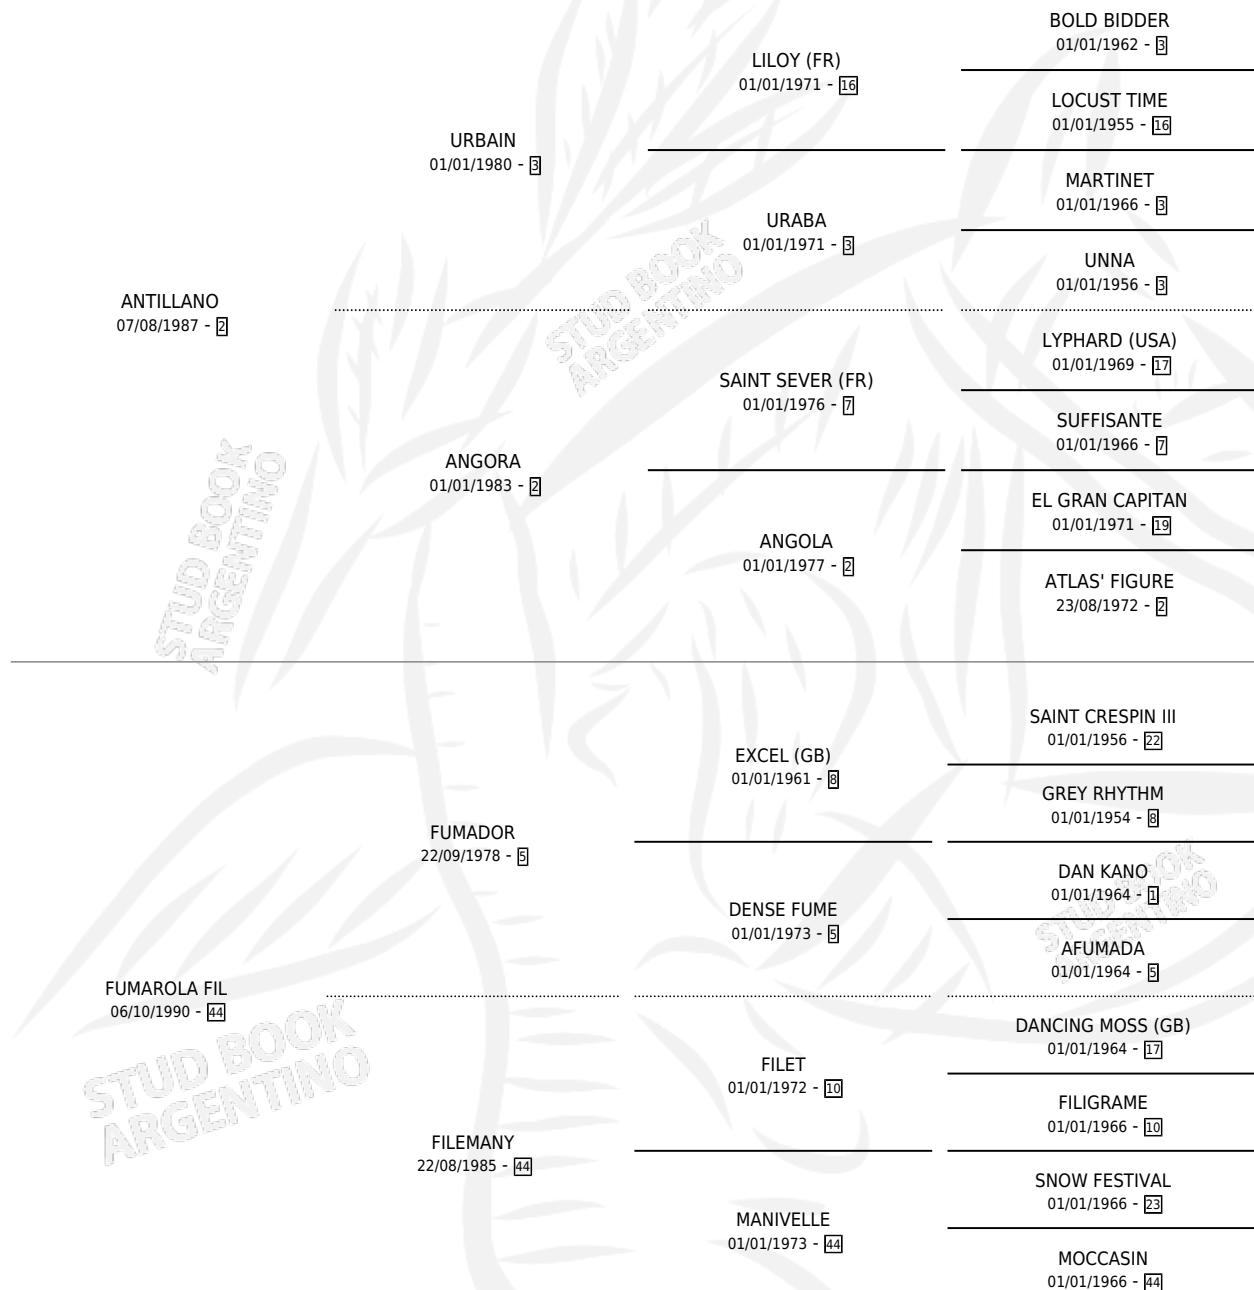 BOLD BIDDER
01/01/1962 - 3
LILOY (FR)
01/01/1971 - 16
LOCUST TIME
01/01/1955 - 16
URBAIN
01/01/1980 - 3
MARTINET
01/01/1966 - 3
URABA
01/01/1971 - 3
UNNA
01/01/1956 - 3
ANTILLANO
07/08/1987 - 2
LYPHARD (USA)
01/01/1969 - 17
SAINT SEVER (FR)
01/01/1976 - 7
SUFFISANTE
01/01/1966 - 7
ANGORA
01/01/1983 - 2
EL GRAN CAPITAN
01/01/1971 - 19
ANGOLA
01/01/1977 - 2
ATLAS' FIGURE
23/08/1972 - 2
STUD BOOK
ARGENTINO
STUD BOOK
ARGENTINO
SAINT CRESPIN III
01/01/1956 - 22
EXCEL (GB)
01/01/1961 - 8
GREY RHYTHM
01/01/1954 - 8
FUMADOR
22/09/1978 - 5
DAN KANO
01/01/1964 - 1
DENSE FUME
01/01/1973 - 5
AFUMADA
01/01/1964 - 5
STUD BOOK
ARGENTINO
FUMAROLA FIL
06/10/1990 - 44
DANCING MOSS (GB)
01/01/1964 - 17
FILET
01/01/1972 - 10
FILIGRAME
01/01/1966 - 10
STUD BOOK
ARGENTINO
FILEMANY
22/08/1985 - 44
SNOW FESTIVAL
01/01/1966 - 23
MANIVELLE
01/01/1973 - 44
MOCCASIN
01/01/1966 - 44